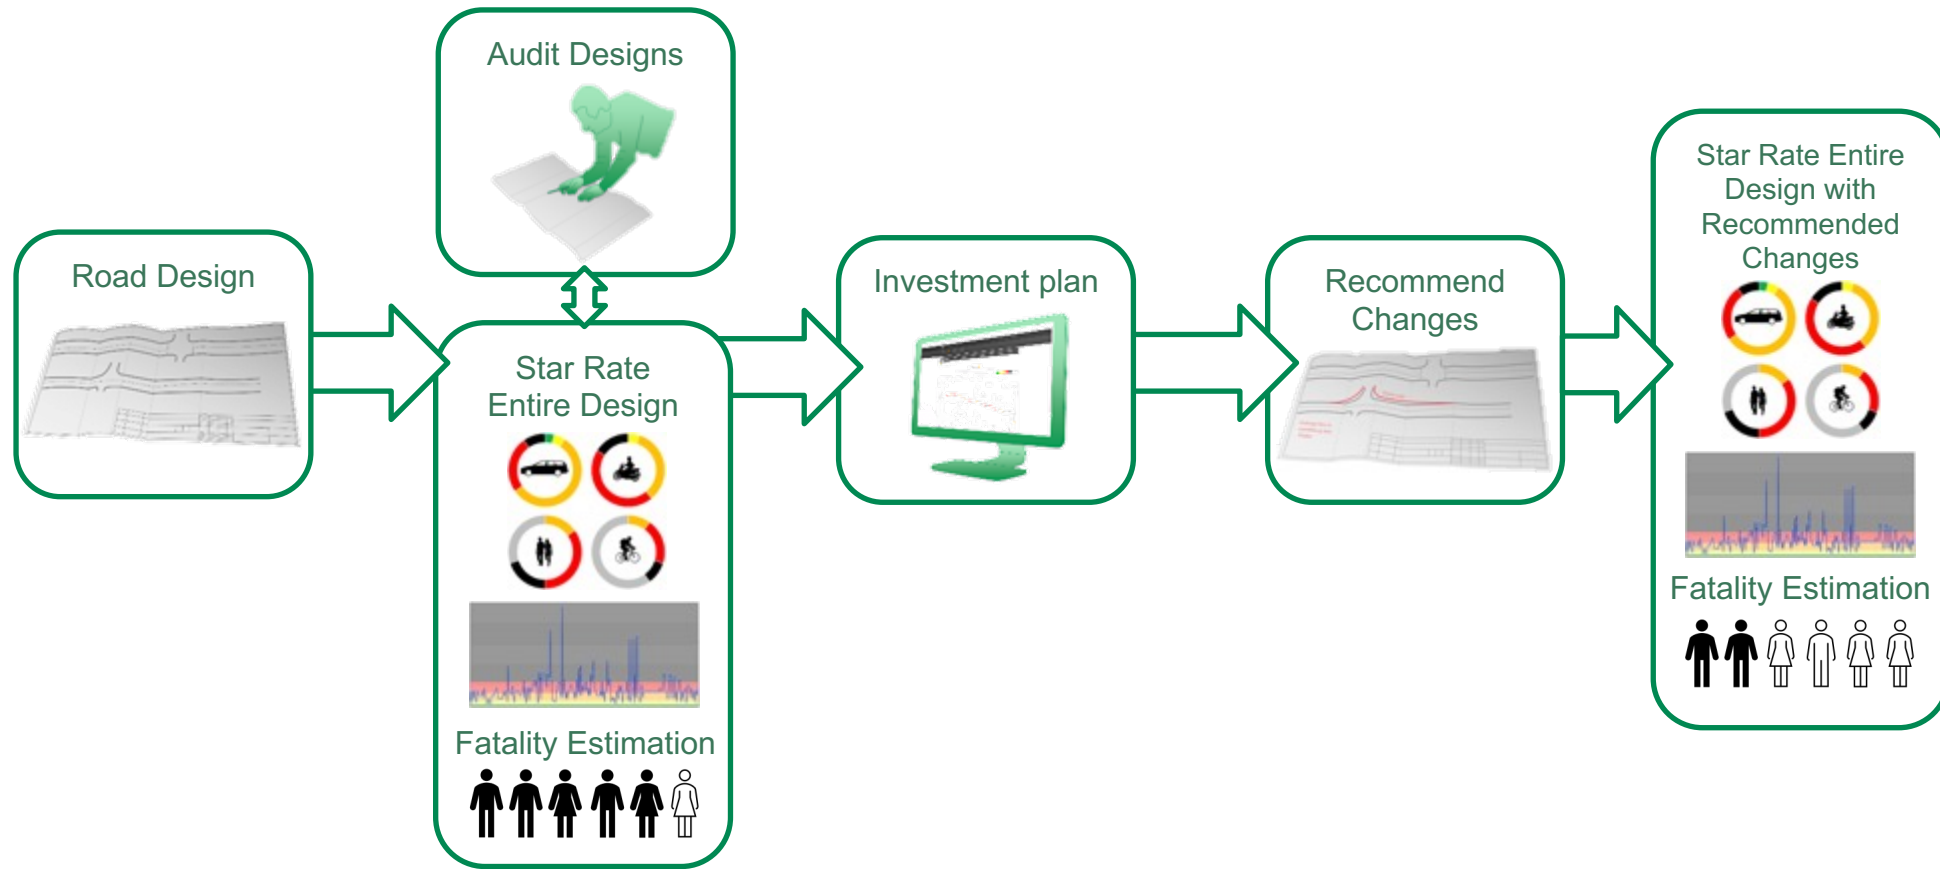 Audit Designs
Road Design
Star Rate
Entire Design
Fatality Estimation
Investment plan
Recommend
Changes
Star Rate Entire
Design with
Recommended
Changes
Fatality Estimation